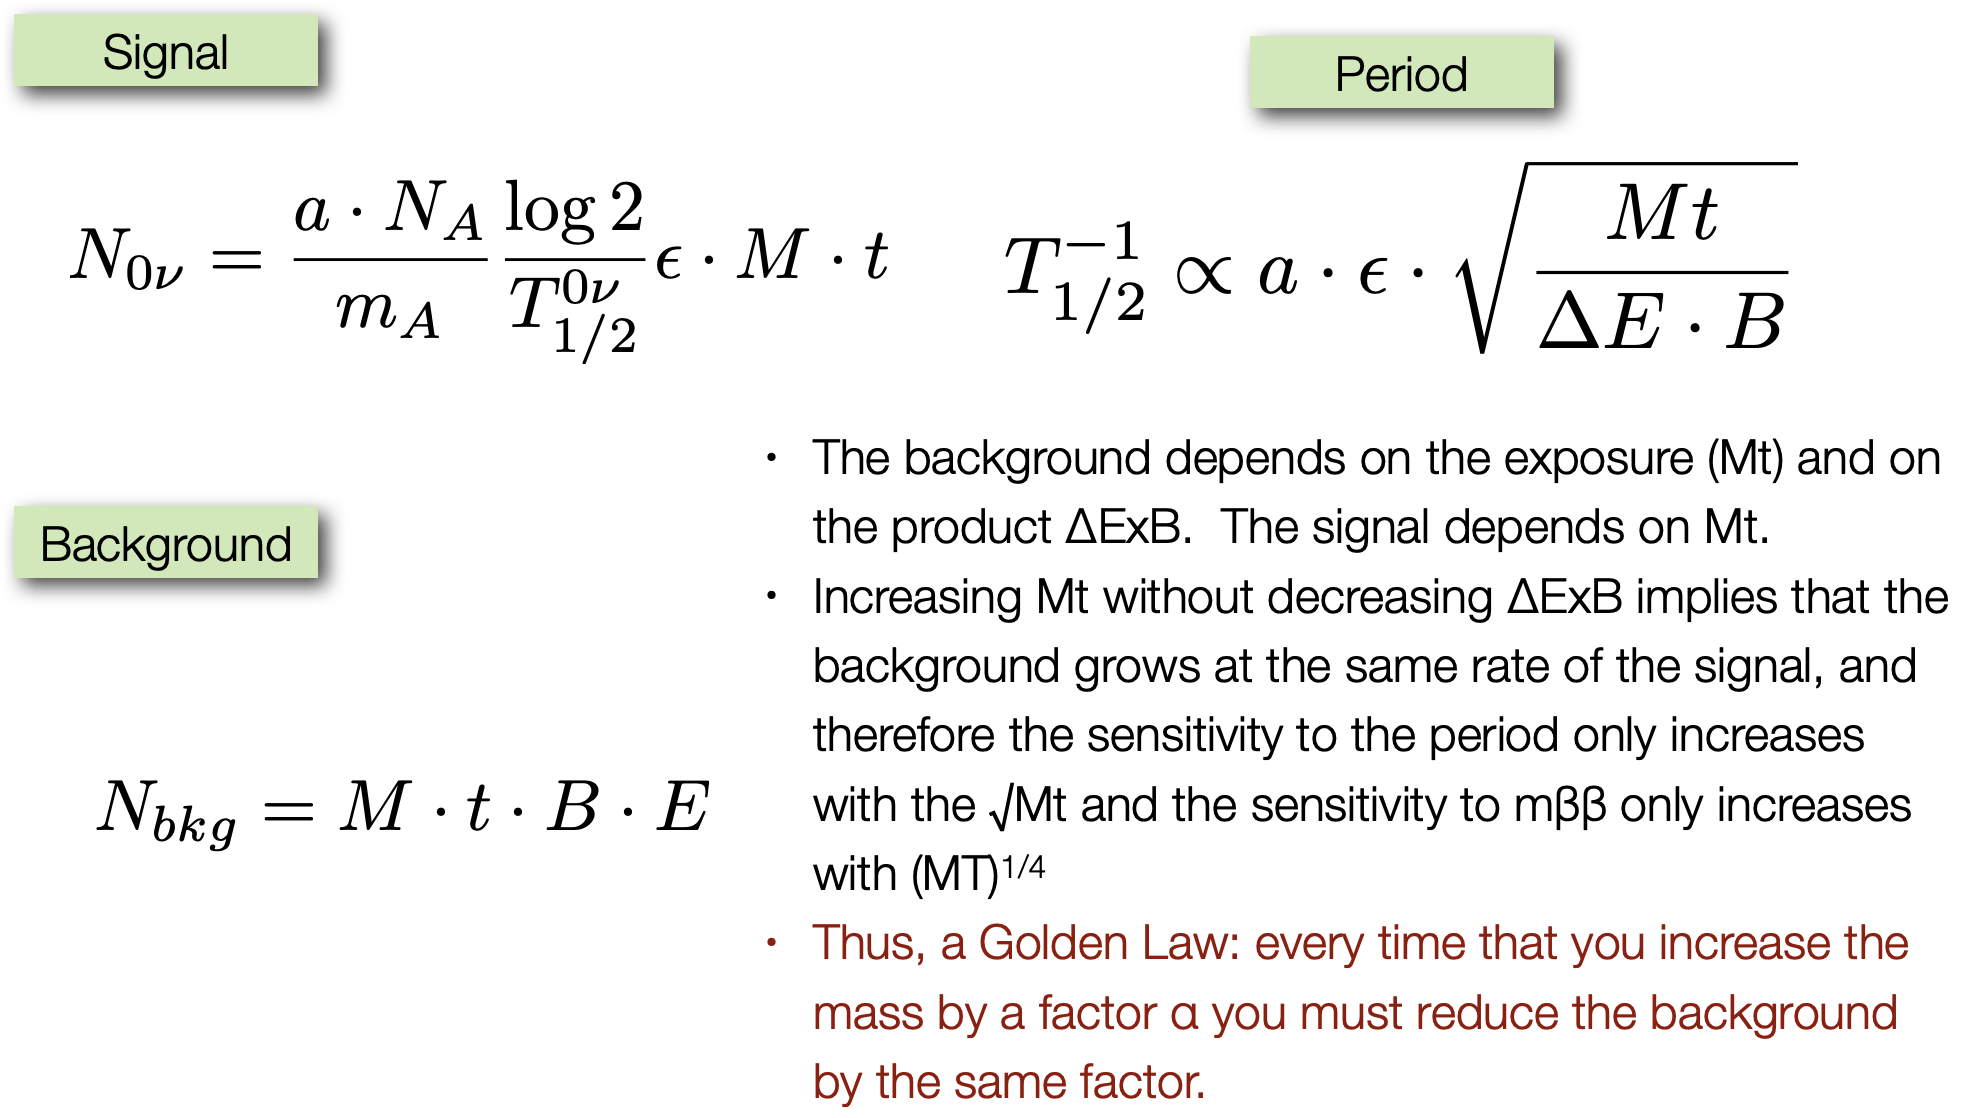 Signal
N_{0ν} = \frac{a · N_A}{m_A} \frac{\log 2}{T^{0ν}_{1/2}} ϵ · M · t
Period
T^{-1}_{1/2} ∝ a · ϵ · \sqrt{\frac{Mt}{ΔE · B}}
Background
N_{bkg} = M · t · B · E
• The background depends on the exposure (Mt) and on
the product ΔExB. The signal depends on Mt.
• Increasing Mt without decreasing ΔExB implies that the
background grows at the same rate of the signal, and
therefore the sensitivity to the period only increases
with the √Mt and the sensitivity to mββ only increases
with (MT)^{1/4}
• Thus, a Golden Law: every time that you increase the
mass by a factor α you must reduce the background
by the same factor.